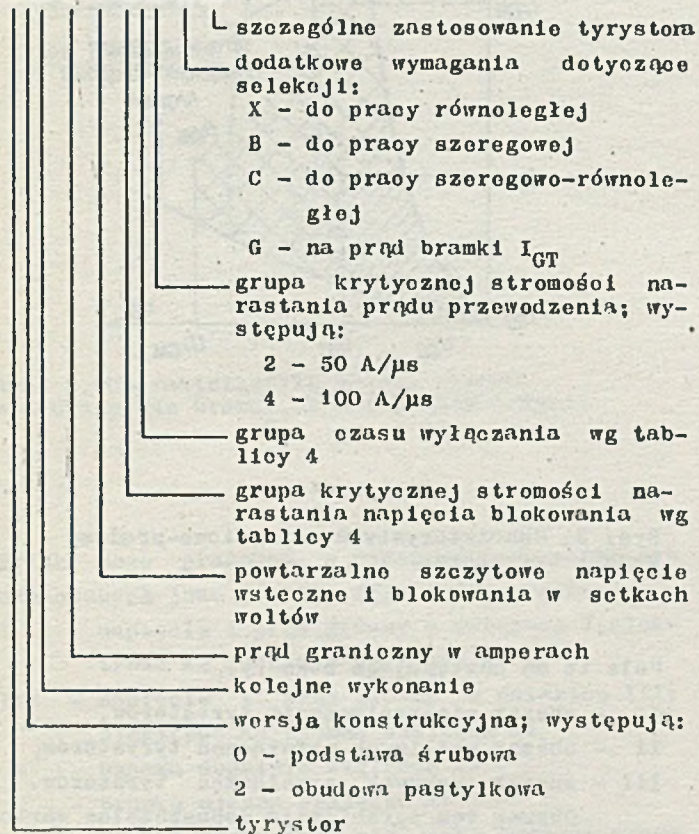 szczególne zastosowanie tyrystora
dodatkowe wymagania dotyczące
selekcji:
X - do pracy równoległej
B - do pracy szeregowej
C - do pracy szeregowo-równole-
głej
G - na prąd bramki I_GT
grupa krytycznej stromości na-
rastania prądu przewodzenia; wy-
stępują:
2 - 50 A/µs
4 - 100 A/µs
grupa czasu wyłączania wg tab-
licy 4
grupa krytycznej stromości na-
rastania napięcia blokowania wg
tablicy 4
powtarzalne szczytowe napięcie
wsteczne i blokowania w setkach
woltów
prąd graniczny w amperach
kolejne wykonanie
wersja konstrukcyjna; występują:
0 - podstawa śrubowa
2 - obudowa pastylkowa
tyrystor